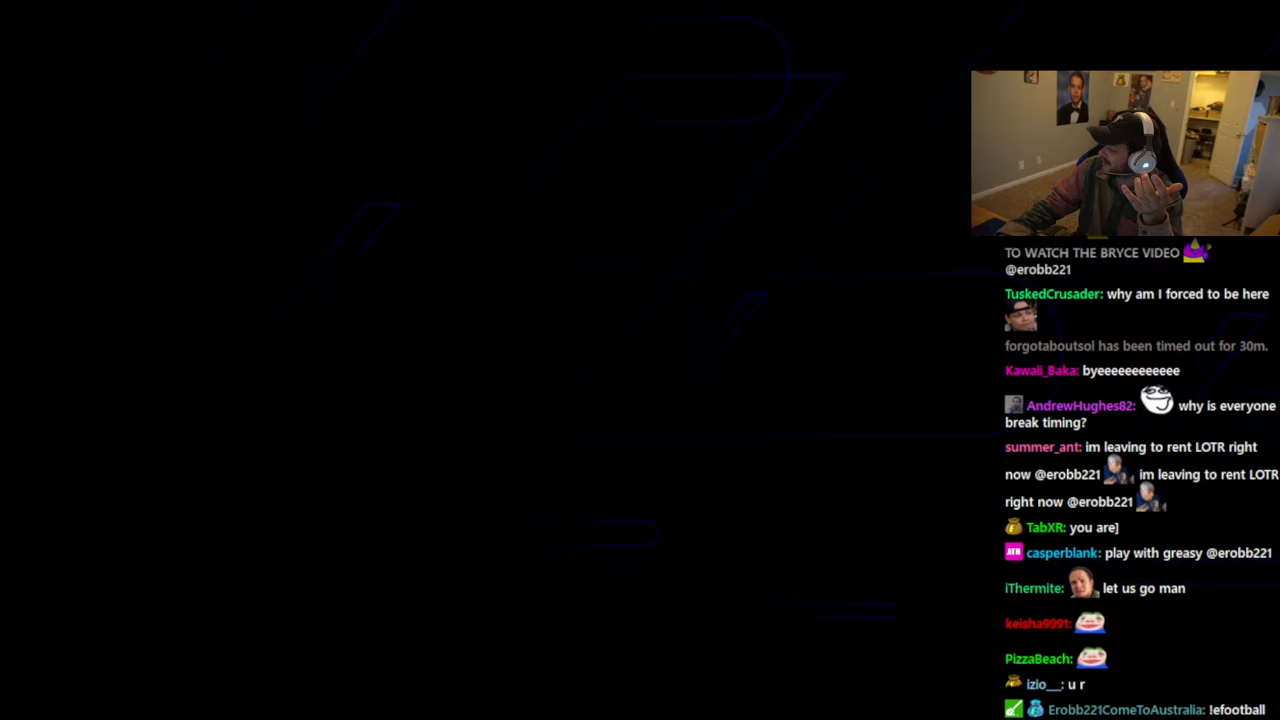 TO WATCH THE BRYCE VIDEO
@erobb221
TuskedCrusader: why am I forced to be here
forgotaboutsol has been timed out for 30m.
Kawaii_Baka: byeeeeeeeeeeee
AndrewHughes82: why is everyone
break timing?
summer_ant: im leaving to rent LOTR right
now @erobb221 im leaving to rent LOTR
right now @erobb221
TabXR: you are]
ATN casperblank: play with greasy @erobb221
iThermite: let us go man
keisha9991:
PizzaBeach:
izio__: u r
Erobb221ComeToAustralia: !efootball